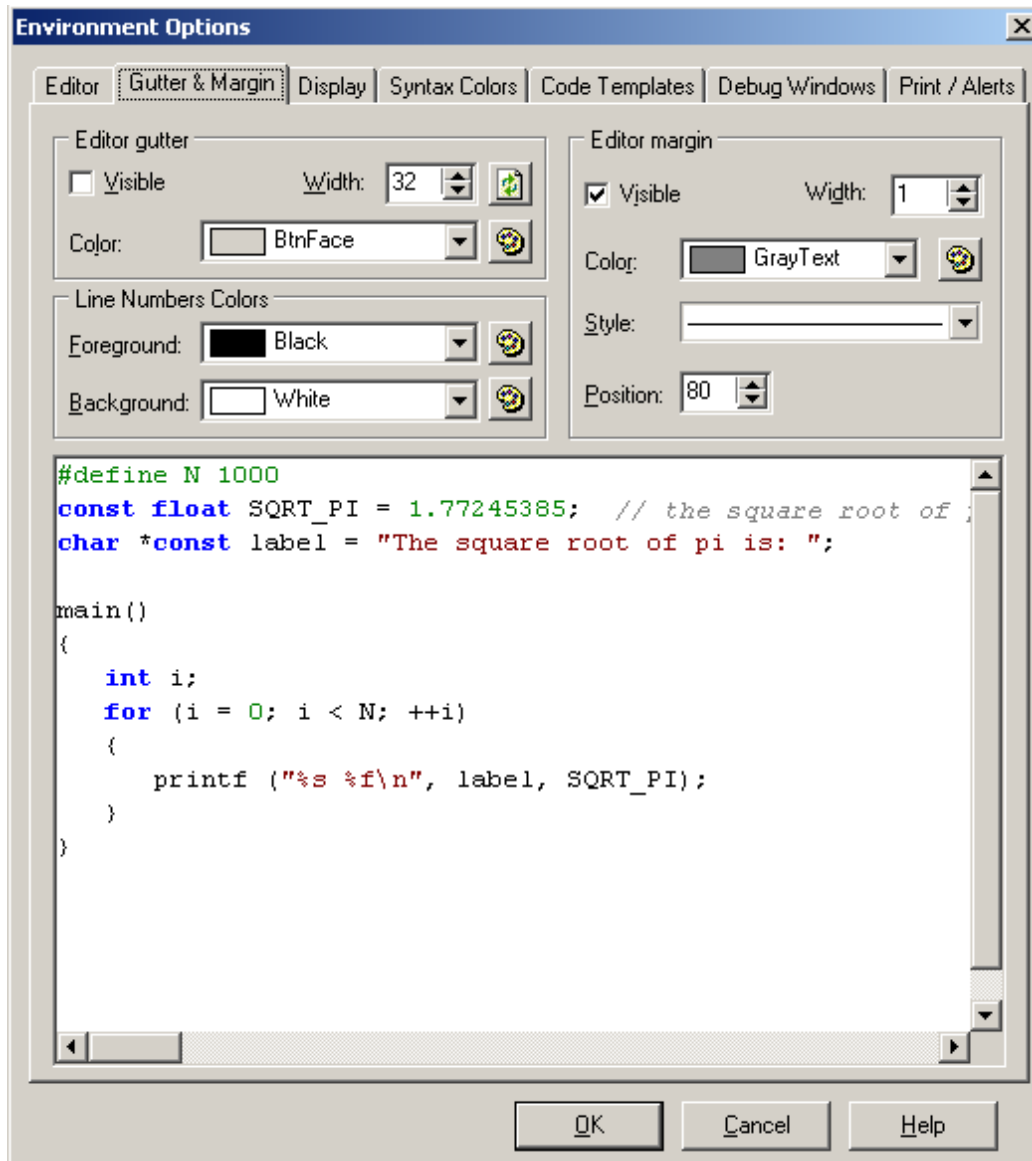 Environment Options
Editor Gutter & Margin Display Syntax Colors Code Templates Debug Windows Print / Alerts
Editor gutter
Visible Width: 32
Color: BtnFace
Line Numbers Colors
Foreground: Black
Background: White
Editor margin
Visible Width: 1
Color: GrayText
Style:
Position: 80
#define N 1000
const float SQRT_PI = 1.77245385;  // the square root of
char *const label = "The square root of pi is: ";
main()
{
   int i;
   for (i = 0; i < N; ++i)
   {
      printf ("%s %f\n", label, SQRT_PI);
   }
}
OK Cancel Help